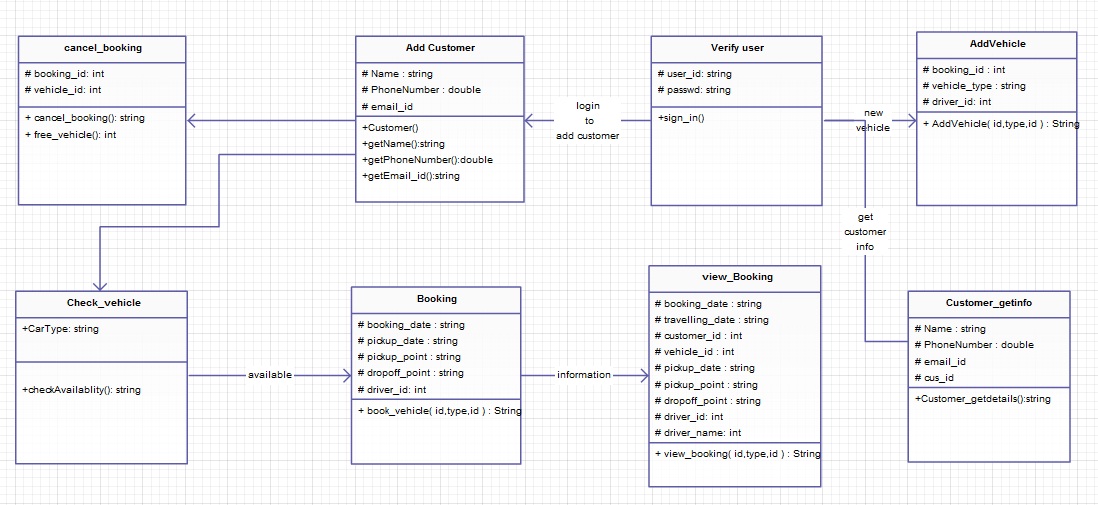 cancel_booking
# booking_id: int
# vehicle_id: int
+ cancel_booking(): string
+ free_vehicle(): int
Add Customer
# Name : string
# PhoneNumber : double
# email_id
+Customer()
+getName():string
+getPhoneNumber():double
+getEmail_id():string
login
to
add customer
Verify user
# user_id: string
# passwd: string
+sign_in()
new
vehicle
AddVehicle
# booking_id : int
# vehicle_type : string
# driver_id: int
+ AddVehicle( id,type,id ) : String
get
customer
info
Check_vehicle
+CarType: string
+checkAvailablity(): string
available
Booking
# booking_date : string
# pickup_date : string
# pickup_point : string
# dropoff_point : string
# driver_id: int
+ book_vehicle( id,type,id ) : String
information
view_Booking
# booking_date : string
# travelling_date : string
# customer_id : int
# vehicle_id : int
# pickup_date : string
# pickup_point : string
# dropoff_point : string
# driver_id: int
# driver_name: int
+ view_booking( id,type,id ) : String
Customer_getinfo
# Name : string
# PhoneNumber : double
# email_id
# cus_id
+Customer_getdetails():string